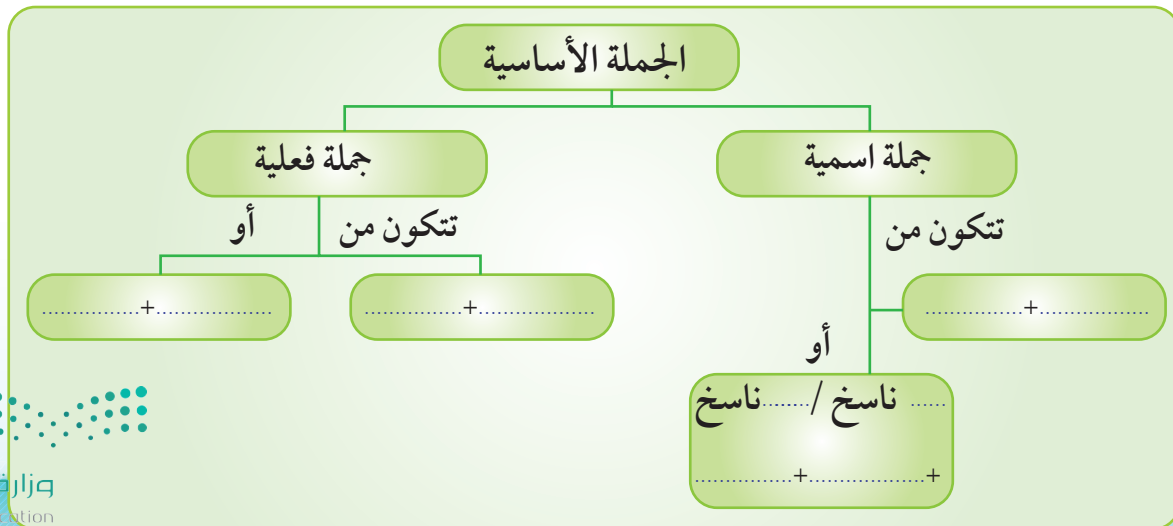 الجملة الأساسية
جملة اسمية
جملة فعلية
تتكون من
تتكون من
أو
...................+................
...................+................
...................+................
أو
...... ناسخ /........ناسخ
+...................+................